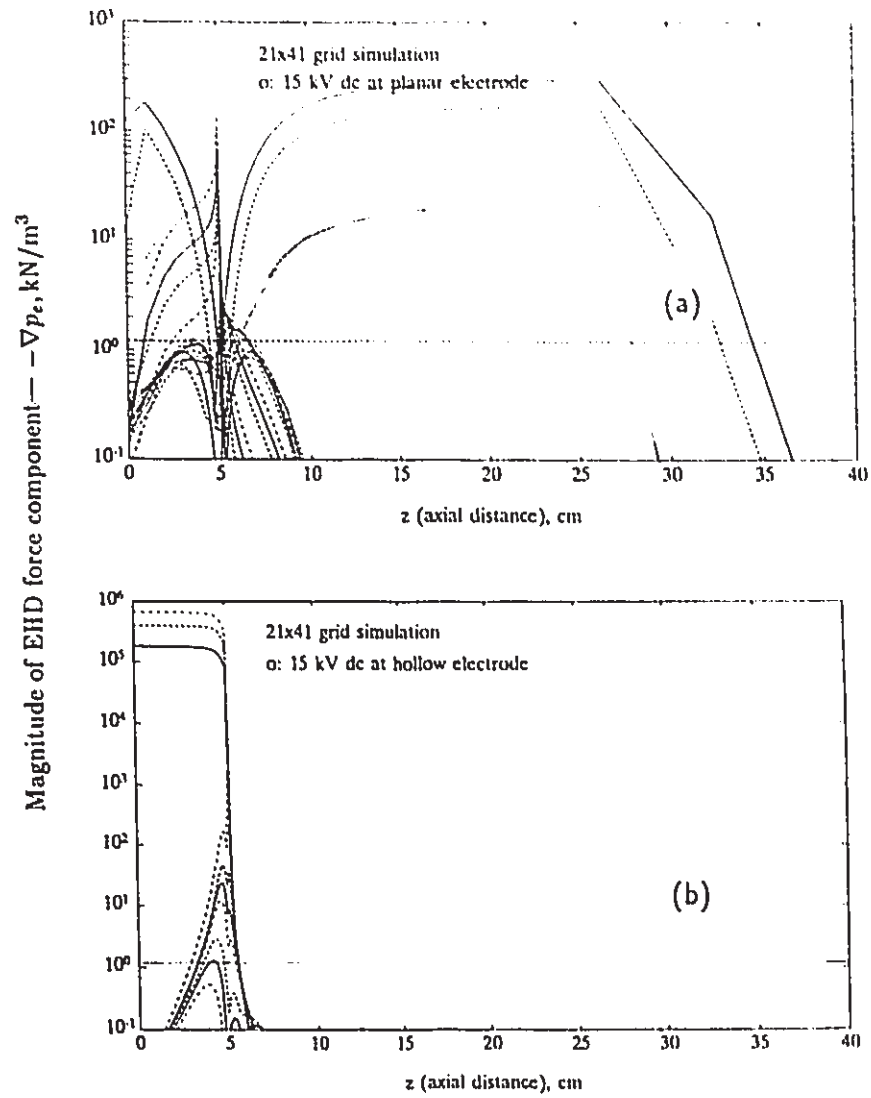 Magnitude of EHD force component— −∇pₑ, kN/m³
10³
10²
10¹
10⁰
10⁻¹
21x41 grid simulation
o: 15 kV dc at planar electrode
(a)
0 5 10 15 20 25 30 35 40
z (axial distance), cm
10⁶
10⁵
10⁴
10³
10²
10¹
10⁰
10⁻¹
21x41 grid simulation
o: 15 kV dc at hollow electrode
(b)
0 5 10 15 20 25 30 35 40
z (axial distance), cm